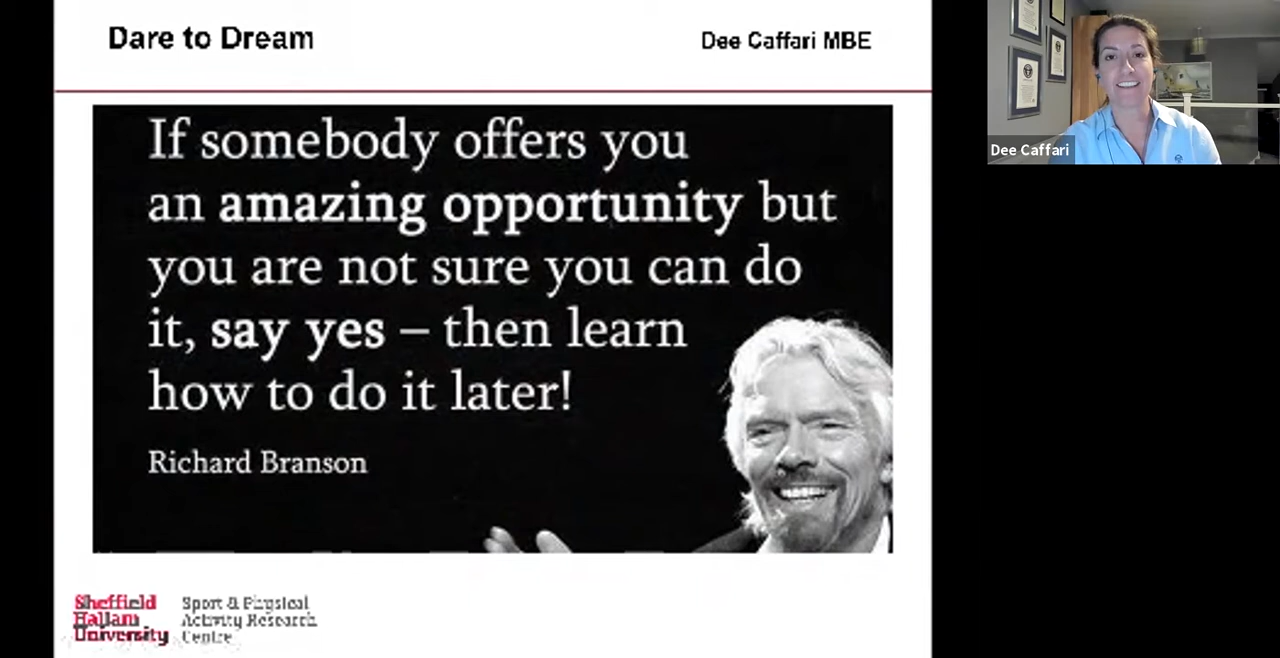 Dare to Dream
Dee Caffari MBE
If somebody offers you
an amazing opportunity but
you are not sure you can do
it, say yes – then learn
how to do it later!
Richard Branson
Sheffield
Hallam
University
Sport & Physical
Activity Research
Centre
Dee Caffari